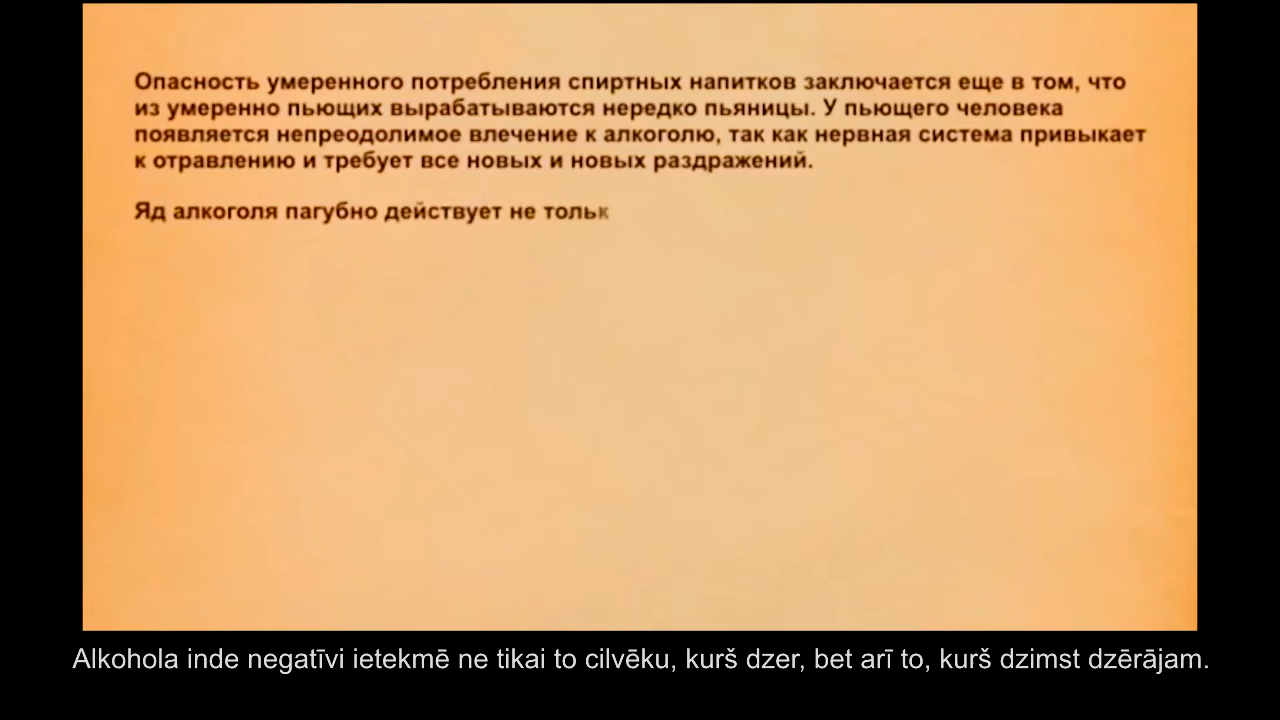 Опасность умеренного потребления спиртных напитков заключается еще в том, что
из умеренно пьющих вырабатываются нередко пьяницы. У пьющего человека
появляется непреодолимое влечение к алкоголю, так как нервная система привыкает
к отравлению и требует все новых и новых раздражений.
Яд алкоголя пагубно действует не тольк
Alkohola inde negatīvi ietekmē ne tikai to cilvēku, kurš dzer, bet arī to, kurš dzimst dzērājam.